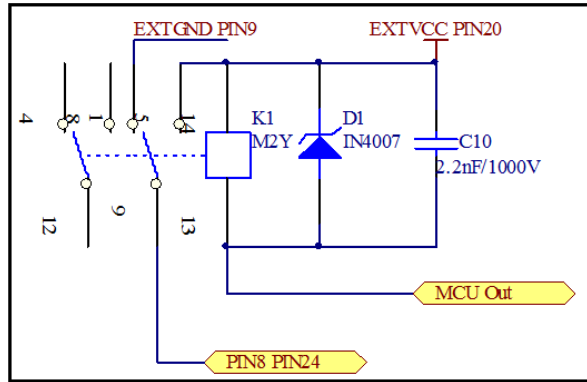 EXTGND PIN9
EXTVCC PIN20
4
8
1
5
14
K1
M2Y
D1
IN4007
C10
2.2nF/1000V
12
9
13
MCU Out
PIN8 PIN24